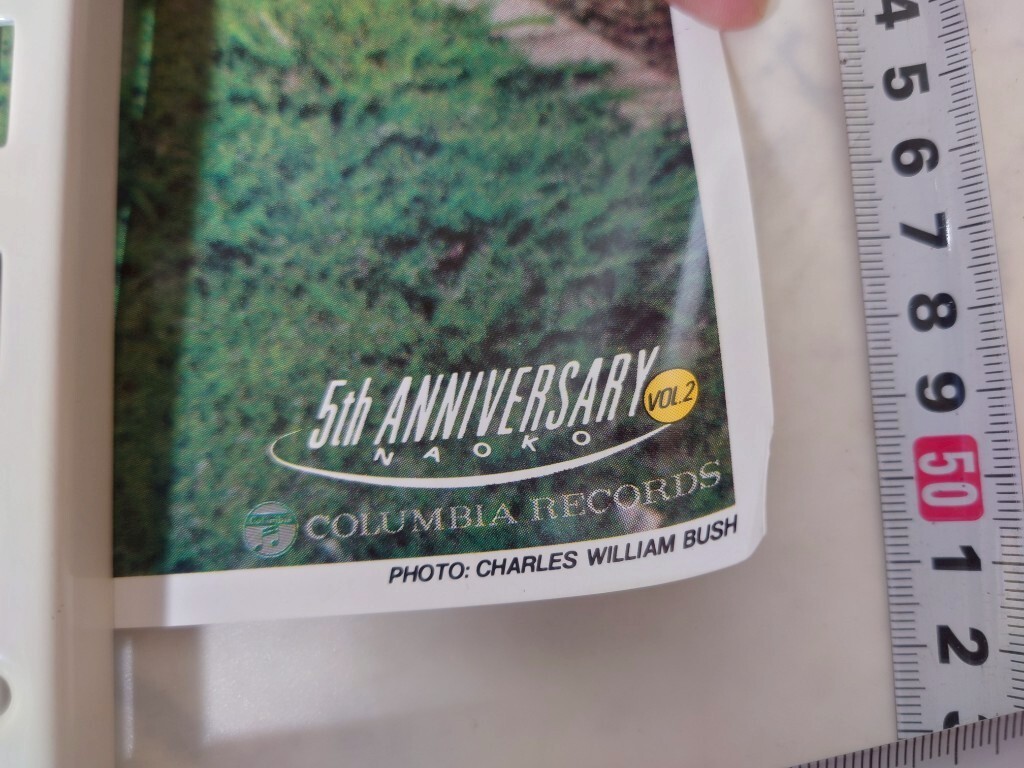 5th ANNIVERSARY VOL.2
NAOKO
COLUMBIA RECORDS
PHOTO: CHARLES WILLIAM BUSH
4
5
6
7
8
9
50
1
2